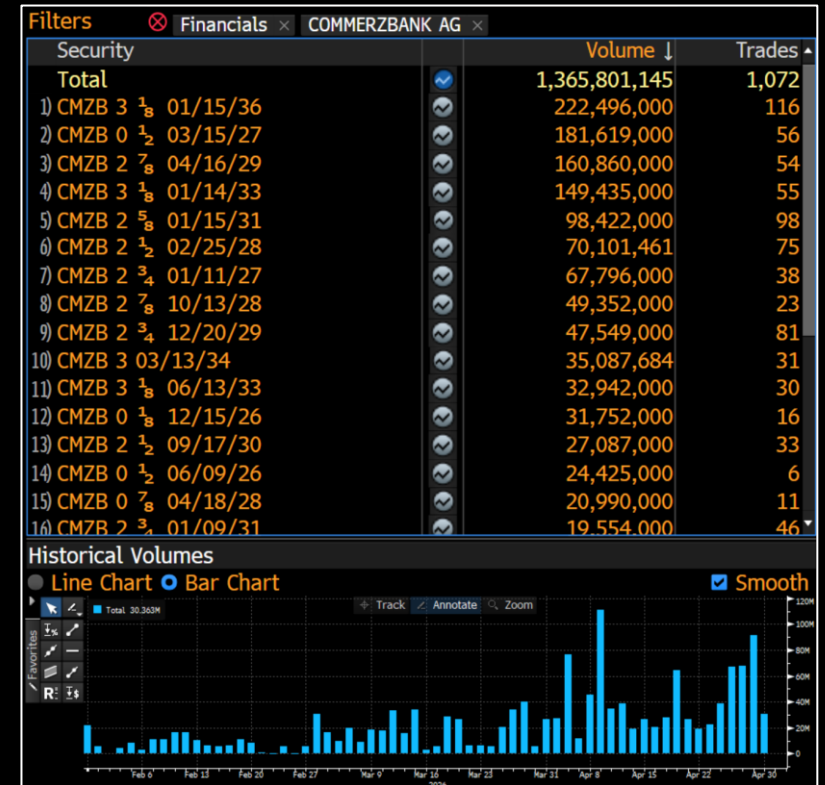 Filters Financials × COMMERZBANK AG ×
Security Volume ↓ Trades
Total 1,365,801,145 1,072
1) CMZB 3 ⅛ 01/15/36 222,496,000 116
2) CMZB 0 ½ 03/15/27 181,619,000 56
3) CMZB 2 ⅞ 04/16/29 160,860,000 54
4) CMZB 3 ⅛ 01/14/33 149,435,000 55
5) CMZB 2 ⅝ 01/15/31 98,422,000 98
6) CMZB 2 ½ 02/25/28 70,101,461 75
7) CMZB 2 ¾ 01/11/27 67,796,000 38
8) CMZB 2 ⅞ 10/13/28 49,352,000 23
9) CMZB 2 ¾ 12/20/29 47,549,000 81
10) CMZB 3 03/13/34 35,087,684 31
11) CMZB 3 ⅛ 06/13/33 32,942,000 30
12) CMZB 0 ⅛ 12/15/26 31,752,000 16
13) CMZB 2 ½ 09/17/30 27,087,000 33
14) CMZB 0 ½ 06/09/26 24,425,000 6
15) CMZB 0 ⅞ 04/18/28 20,990,000 11
16) CMZB 2 ¾ 01/09/31 19,554,000 46
Historical Volumes
Line Chart Bar Chart Smooth
Total 30.363M Track Annotate Zoom
Favorites
120M
100M
80M
60M
40M
20M
0
Feb 6 Feb 13 Feb 20 Feb 27 Mar 9 Mar 16 Mar 23 Mar 31 Apr 8 Apr 15 Apr 22 Apr 30